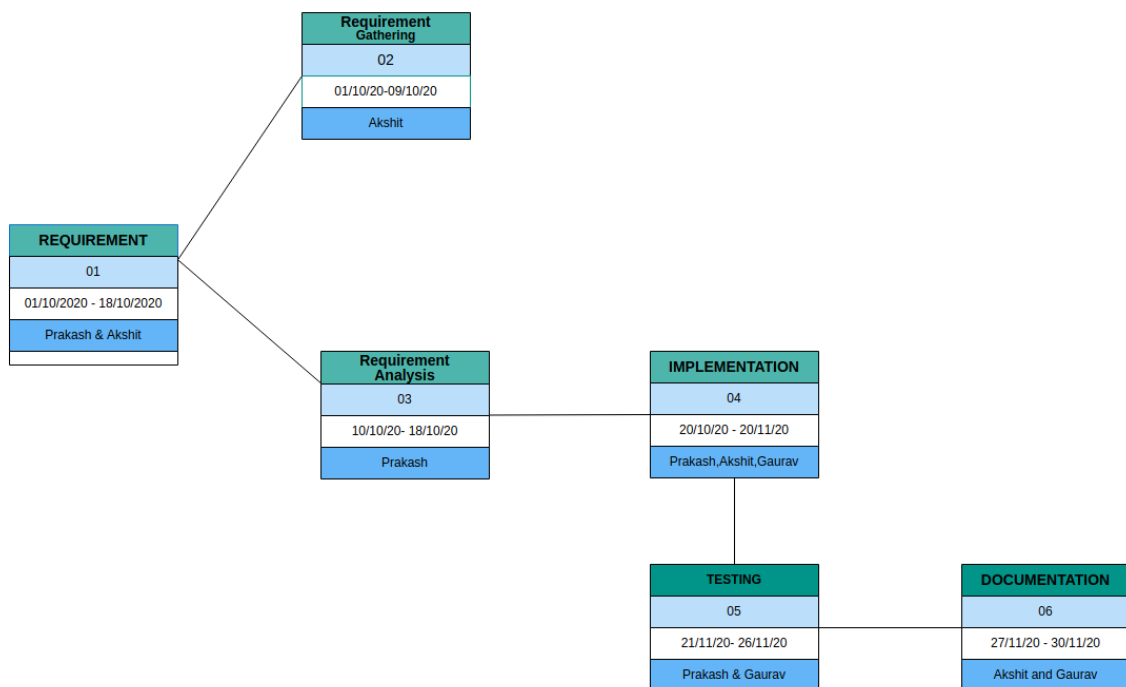 Requirement
Gathering
02
01/10/20-09/10/20
Akshit
REQUIREMENT
01
01/10/2020 - 18/10/2020
Prakash & Akshit
Requirement
Analysis
03
10/10/20- 18/10/20
Prakash
IMPLEMENTATION
04
20/10/20 - 20/11/20
Prakash,Akshit,Gaurav
TESTING
05
21/11/20- 26/11/20
Prakash & Gaurav
DOCUMENTATION
06
27/11/20 - 30/11/20
Akshit and Gaurav